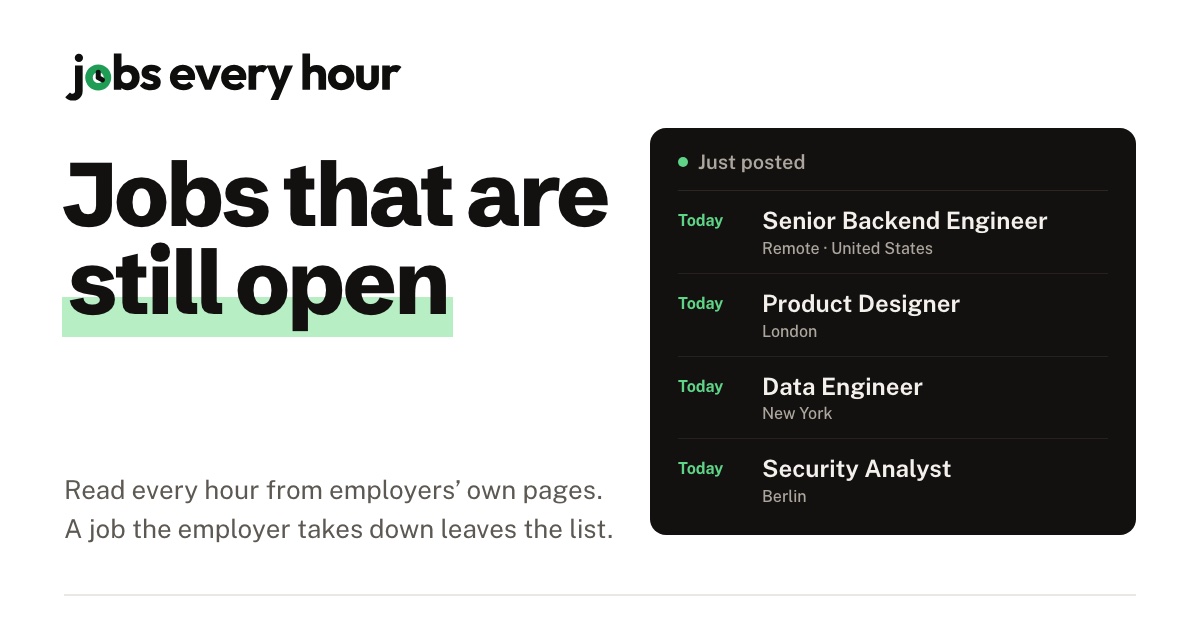 jobs every hour
Jobs that are
still open
Read every hour from employers’ own pages.
A job the employer takes down leaves the list.
Just posted
Today
Senior Backend Engineer
Remote · United States
Today
Product Designer
London
Today
Data Engineer
New York
Today
Security Analyst
Berlin